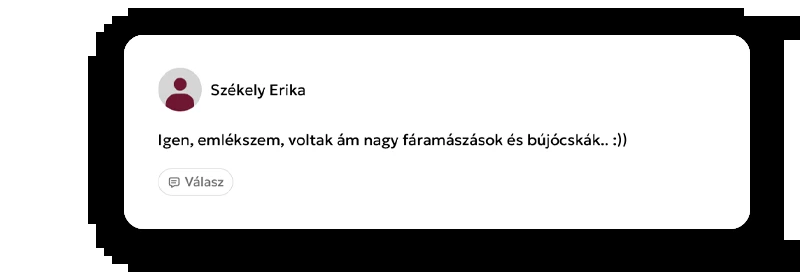 Székely Erika
Igen, emlékszem, voltak ám nagy fáramászások és bújócskák.. :))
Válasz